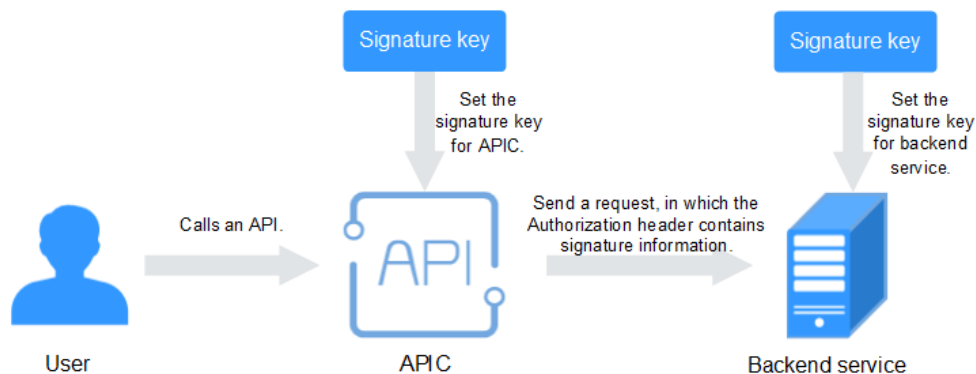 Signature key
Signature key
Set the
signature key
for APIC.
Set the
signature key
for backend
service.
Calls an API.
Send a request, in which the
Authorization header contains
signature information.
API
User
APIC
Backend service